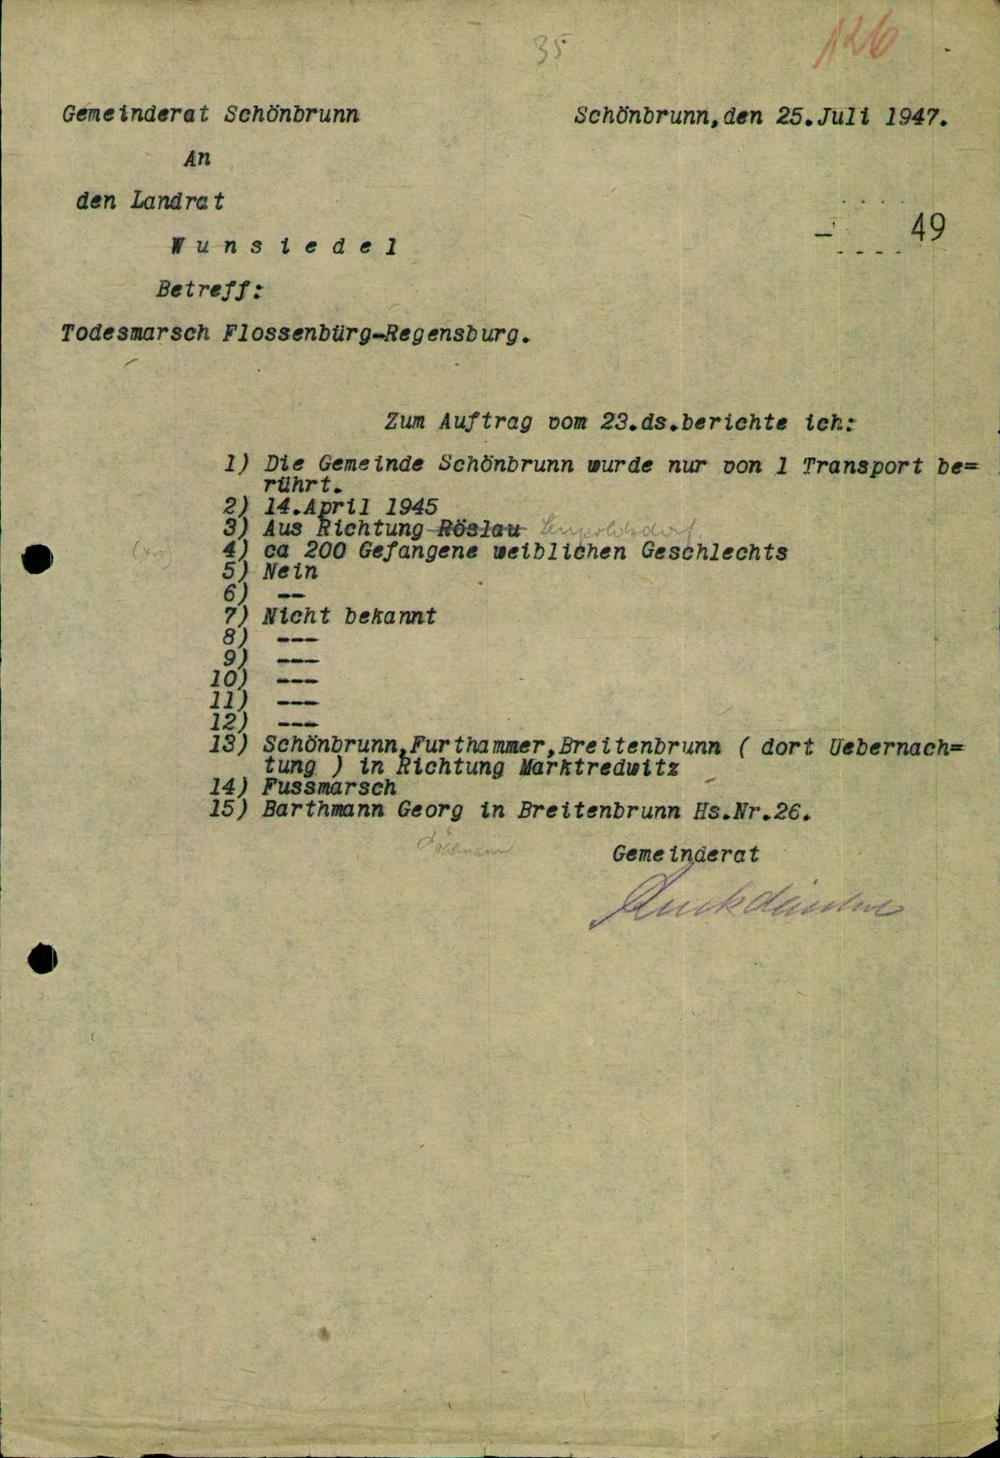 35
126
Gemeinderat Schönbrunn
Schönbrunn,den 25.Juli 1947.
An
den Landrat
49
W u n s i e d e l
Betreff:
Todesmarsch Flossenbürg-Regensburg.
Zum Auftrag vom 23.ds.berichte ich:
1) Die Gemeinde Schönbrunn wurde nur von 1 Transport be=
rührt.
2) 14.April 1945
3) Aus Richtung Röslau Leupoldsdorf
4) ca 200 Gefangene weiblichen Geschlechts
5) Nein
6) --
7) Nicht bekannt
8) ---
9) ---
10) ---
11) ---
12) ---
13) Schönbrunn,Furthammer,Breitenbrunn ( dort Uebernach=
tung ) in Richtung Marktredwitz
14) Fussmarsch
15) Barthmann Georg in Breitenbrunn Hs.Nr.26.
Gemeinderat